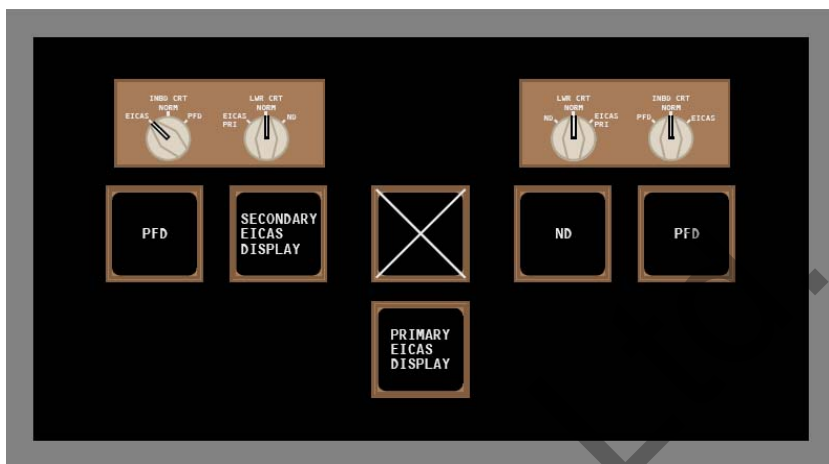 INBD CRT
NORM
EICAS
PFD
LWR CRT
NORM
EICAS
PRI
ND
LWR CRT
NORM
ND
EICAS
PRI
INBD CRT
NORM
PFD
EICAS
PFD
SECONDARY
EICAS
DISPLAY
ND
PFD
PRIMARY
EICAS
DISPLAY